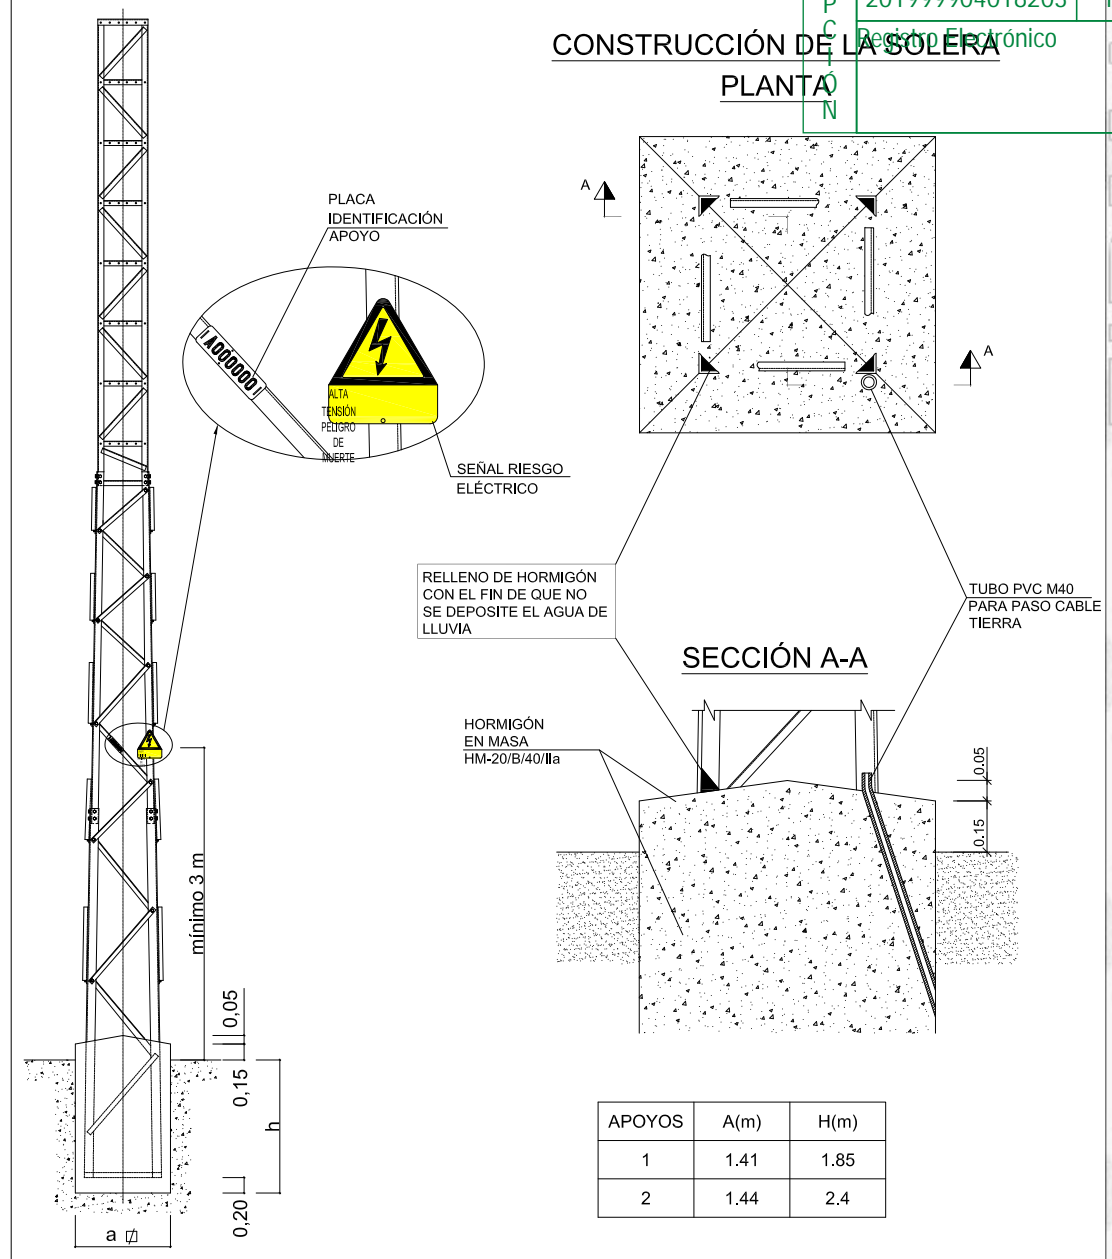 P
C
I
Ó
N
201999904018203
Registro Electrónico
CONSTRUCCIÓN DE LA SOLERA
PLANTA
A
A
PLACA
IDENTIFICACIÓN
APOYO
A000000
ALTA
TENSIÓN
PELIGRO
DE
MUERTE
SEÑAL RIESGO
ELÉCTRICO
RELLENO DE HORMIGÓN
CON EL FIN DE QUE NO
SE DEPOSITE EL AGUA DE
LLUVIA
TUBO PVC M40
PARA PASO CABLE
TIERRA
SECCIÓN A-A
HORMIGÓN
EN MASA
HM-20/B/40/IIa
0.05
0.15
mínimo 3 m
0,05
0,15
h
0,20
a
APOYOS A(m) H(m)
1 1.41 1.85
2 1.44 2.4